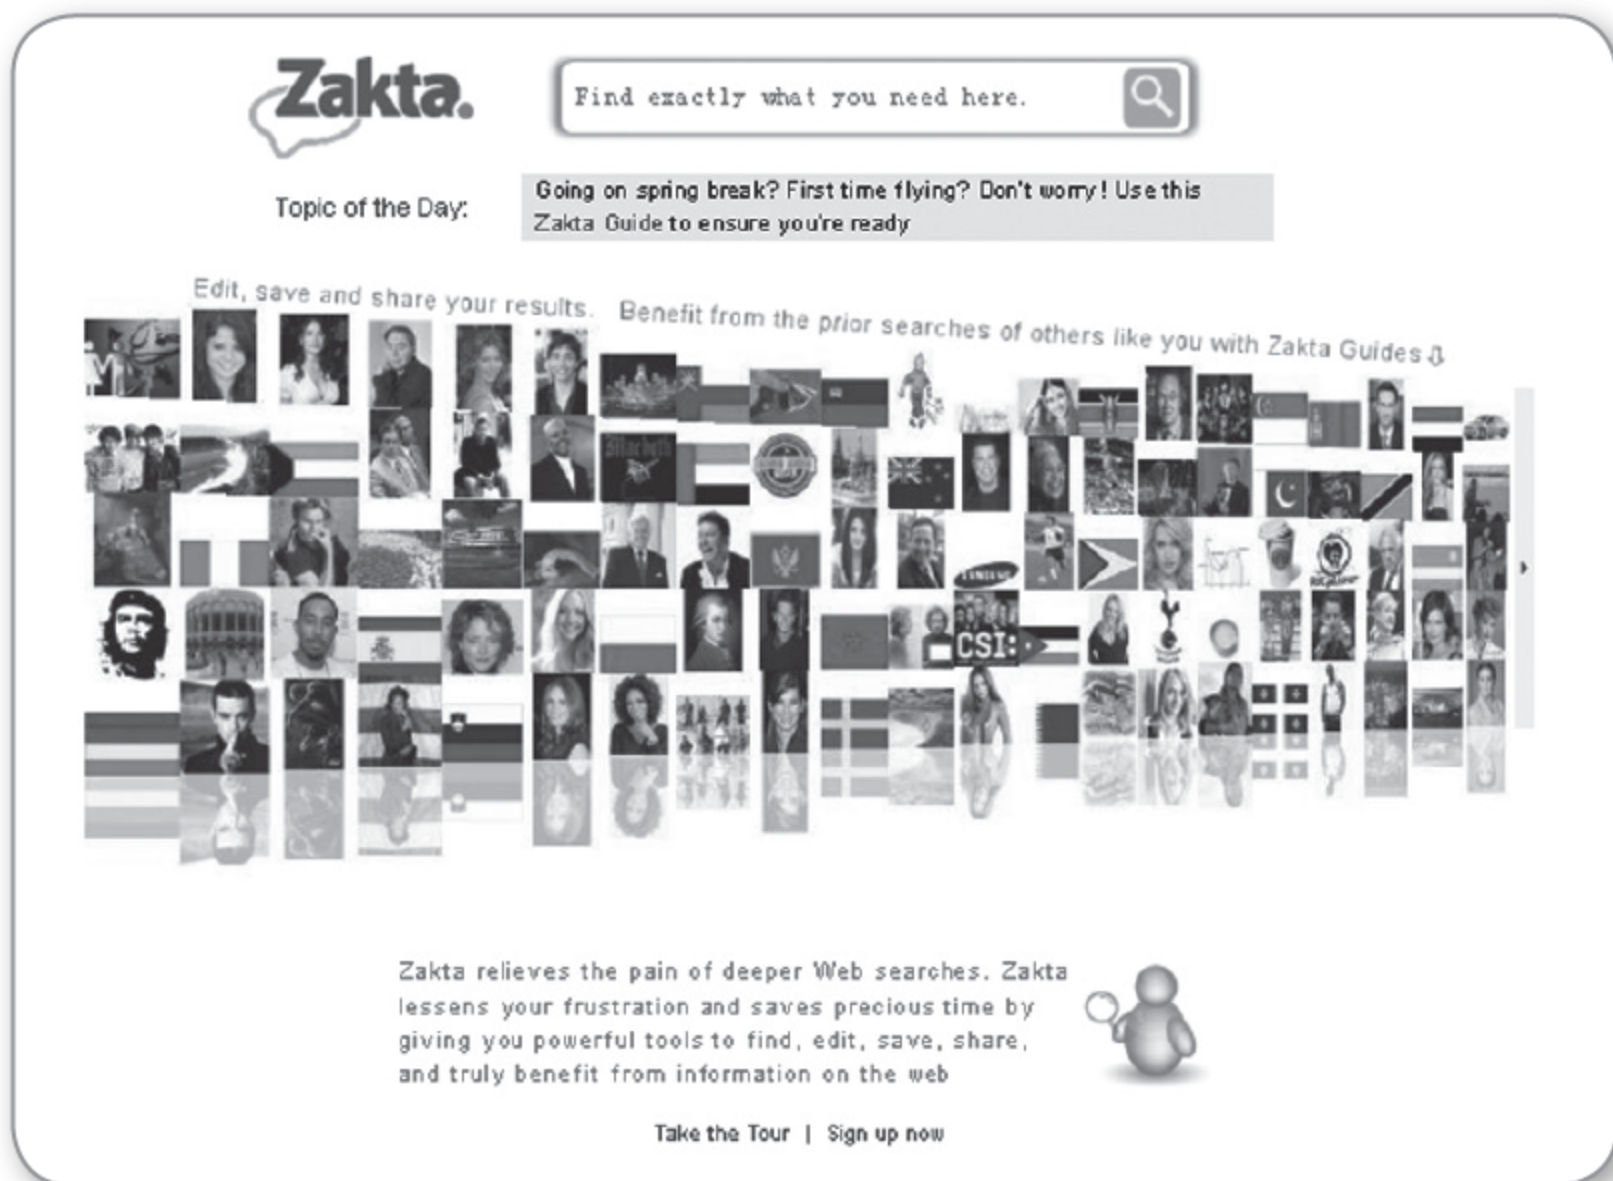 Zakta.
Find exactly what you need here.
Topic of the Day:
Going on spring break? First time flying? Don't worry! Use this
Zakta Guide to ensure you're ready
Edit, save and share your results.
Benefit from the prior searches of others like you with Zakta Guides
Macbeth
CSI:
Zakta relieves the pain of deeper Web searches. Zakta
lessens your frustration and saves precious time by
giving you powerful tools to find, edit, save, share,
and truly benefit from information on the web
Take the Tour | Sign up now